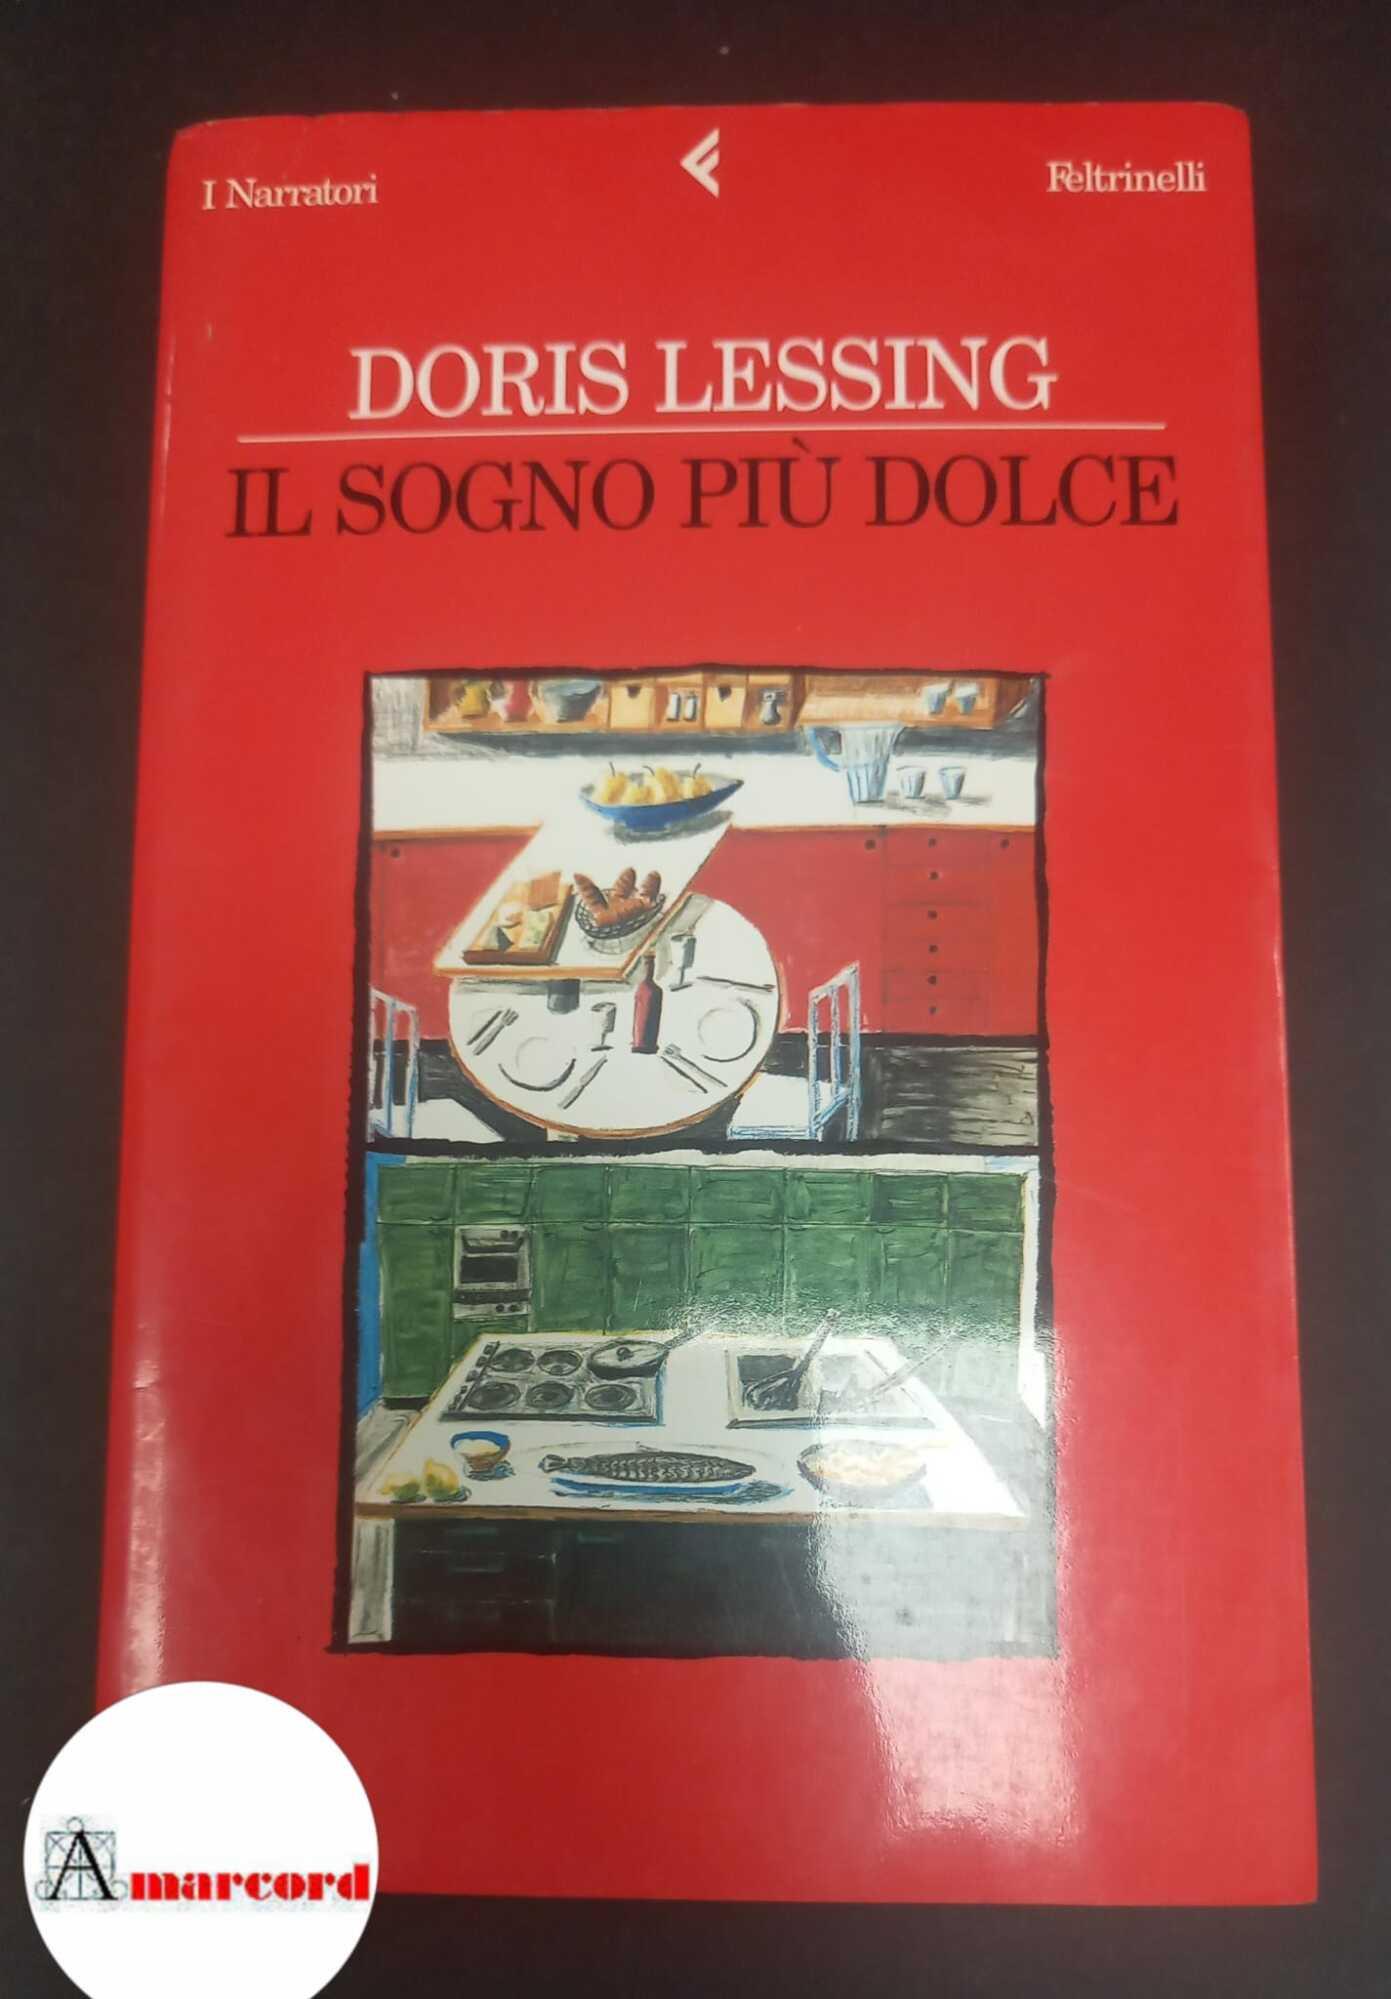 I Narratori
Feltrinelli
DORIS LESSING
IL SOGNO PIÙ DOLCE
Amarcord